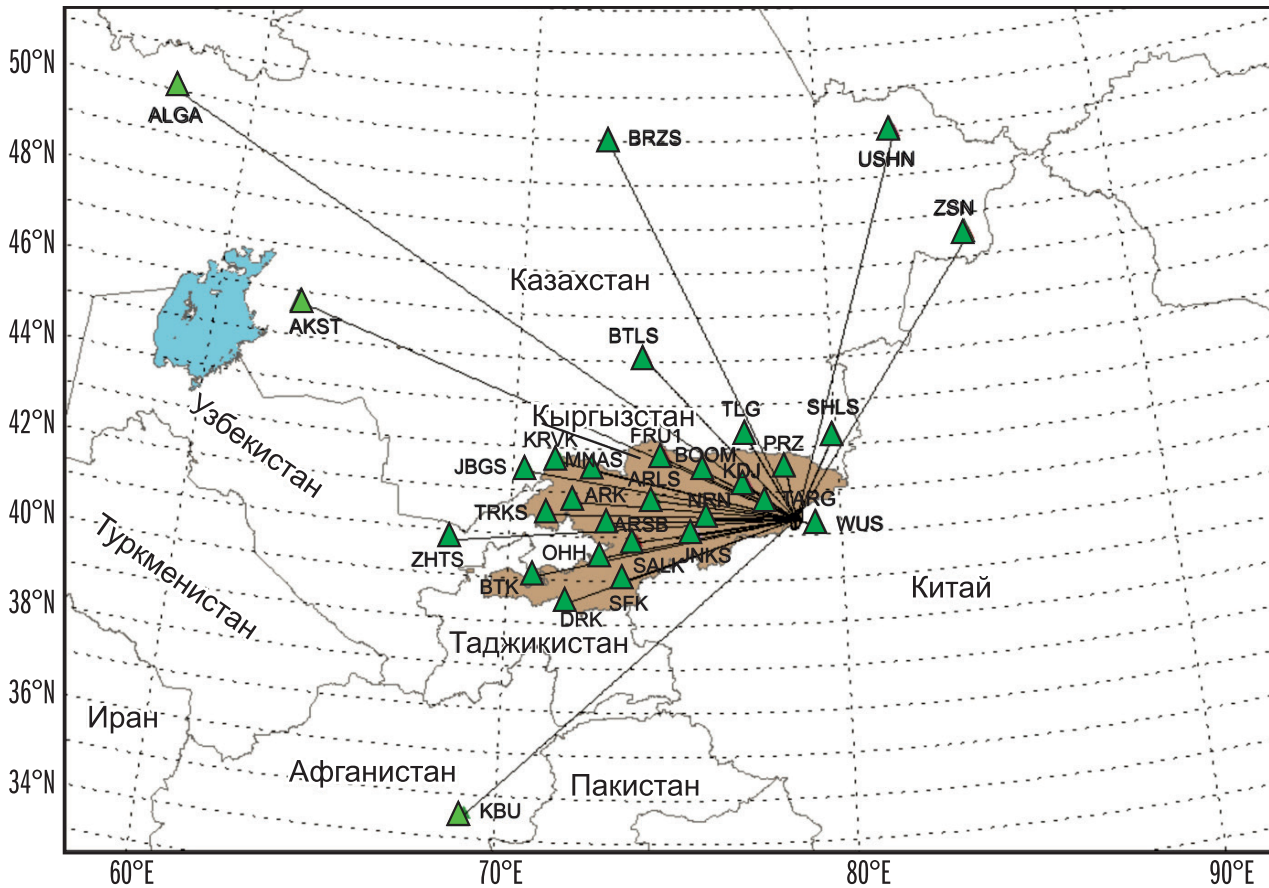 50°N
ALGA
BRZS
USHN
48°N
ZSN
46°N
Казахстан
AKST
44°N
BTLS
Узбекистан
42°N
Кыргызстан
TLG
SHLS
KRVK
FRU1
PRZ
JBGS
MNAS
BOOM
KDJ
ARLS
ARK
NRN
TARG
40°N
TRKS
ARSB
WUS
ZHTS
OHH
JNKS
SALK
BTK
SFK
DRK
Китай
Туркменистан
38°N
Таджикистан
36°N
Иран
Афганистан
Пакистан
34°N
KBU
60°E
70°E
80°E
90°E